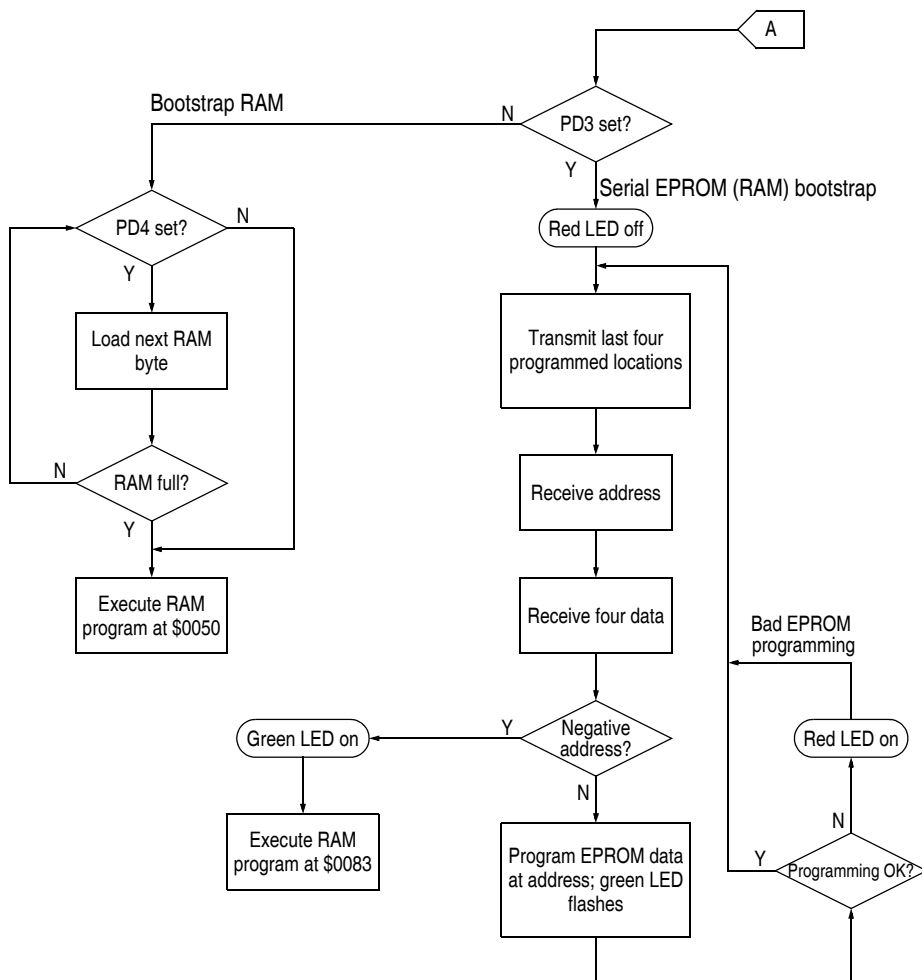 A
Bootstrap RAM
N
PD3 set?
Y
Serial EPROM (RAM) bootstrap
Red LED off
PD4 set?
N
Y
Load next RAM
byte
RAM full?
N
Y
Execute RAM
program at $0050
Transmit last four
programmed locations
Receive address
Receive four data
Negative
address?
Y
N
Green LED on
Execute RAM
program at $0083
Program EPROM data
at address; green LED
flashes
Bad EPROM
programming
Red LED on
N
Y
Programming OK?